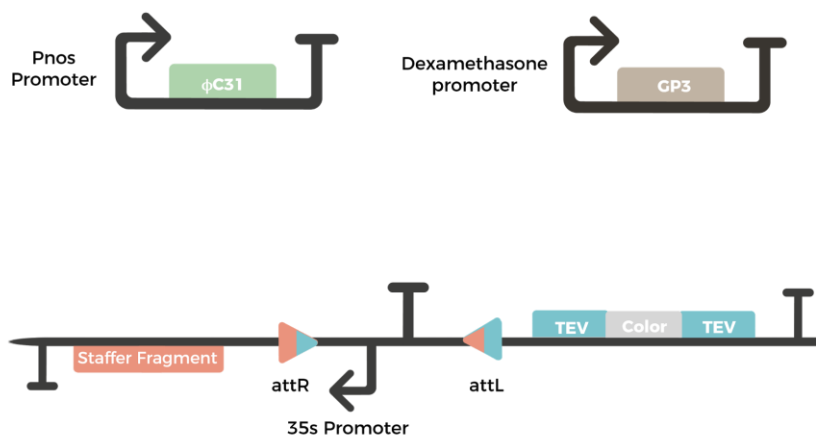 Pnos
Promoter
ϕC31
Dexamethasone
promoter
GP3
TEV
Color
TEV
Staffer Fragment
attR
attL
35s Promoter